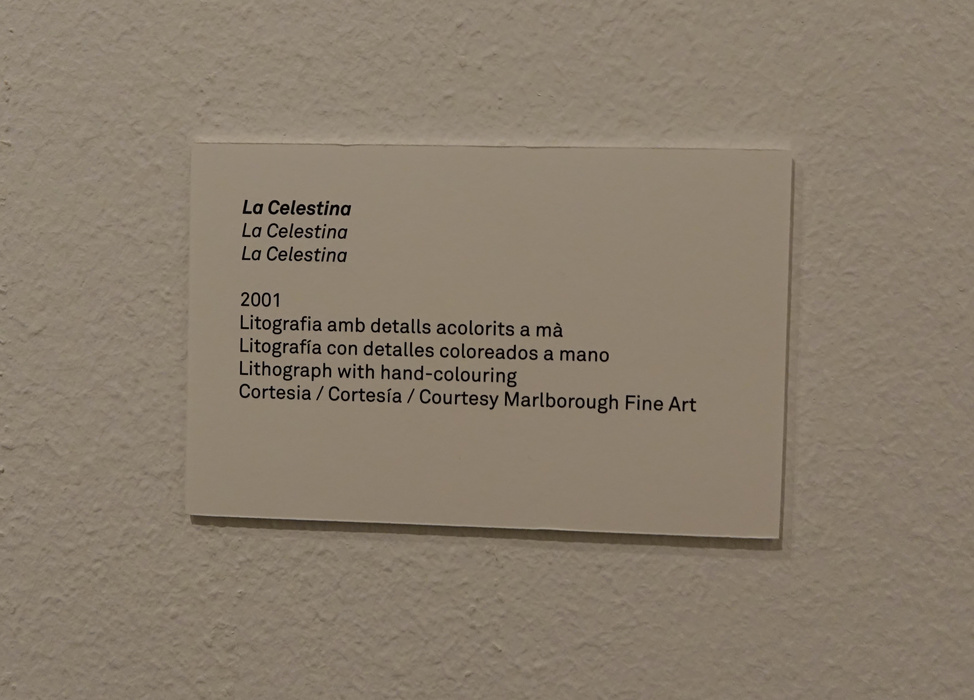 La Celestina
La Celestina
La Celestina
2001
Litografia amb detalls acolorits a mà
Litografía con detalles coloreados a mano
Lithograph with hand-colouring
Cortesia / Cortesía / Courtesy Marlborough Fine Art